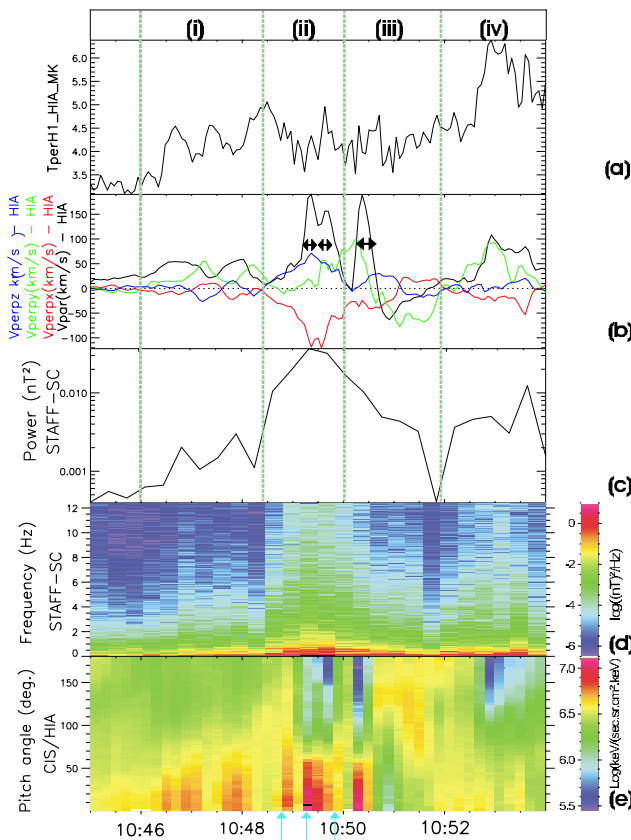 (i) (ii) (iii) (iv)
6.0
5.5
5.0
4.5
4.0
3.5
TperH1_HIA_MK
(a)
Vperpz km/s )– HIA
Vperpy(km/s) – HIA
Vperpx(km/s) – HIA
Vpar(km/s) – HIA
150
100
50
0
-50
-100
(b)
Power (nT²)
STAFF-SC
0.010
0.001
(c)
Frequency (Hz)
STAFF-SC
12
10
8
6
4
2
0
0
-2
-4
-6
log((nT)²/Hz)
(d)
Pitch angle (deg.)
CIS/HIA
150
100
50
7.0
6.5
6.0
5.5
Log(keV/(sec.sr.cm².keV)
(e)
10:46 10:48 10:50 10:52